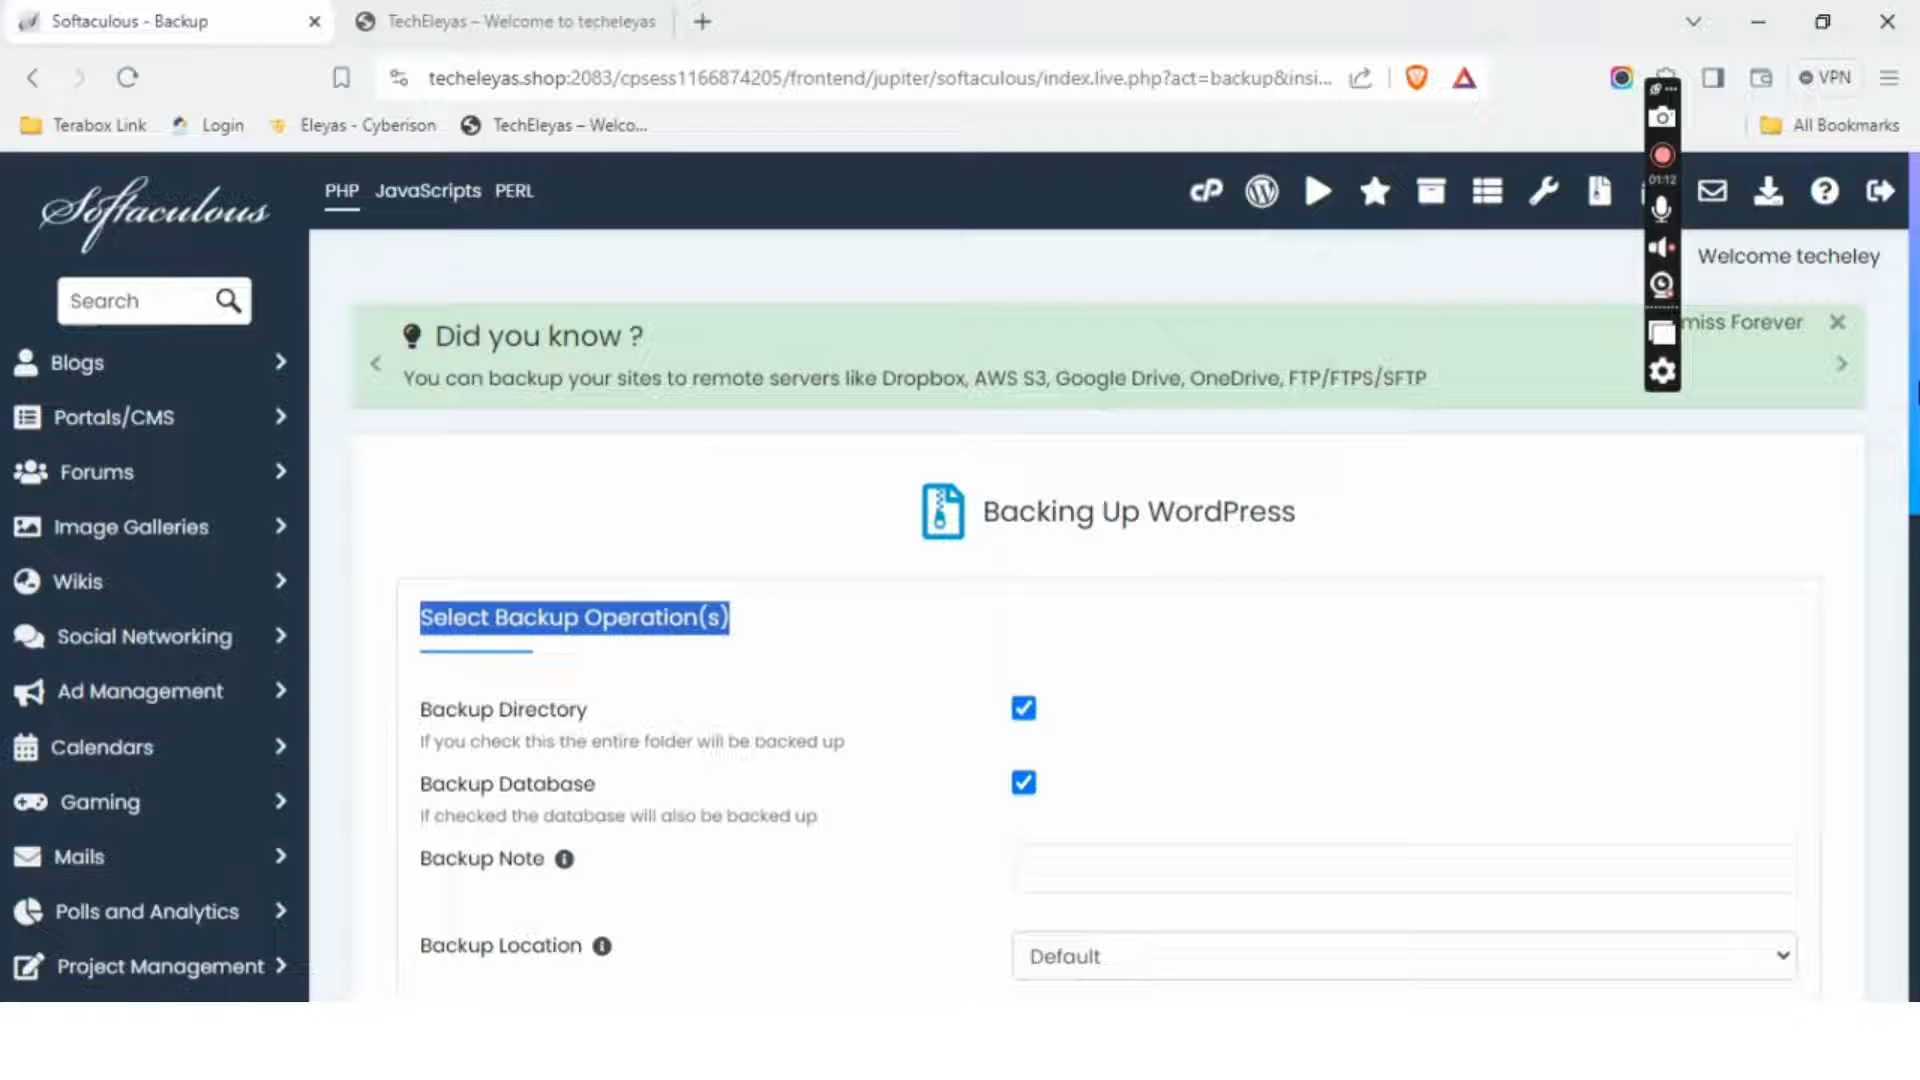 Softaculous - Backup
TechEleyas – Welcome to techeleyas
techeleyas.shop:2083/cpsess1166874205/frontend/jupiter/softaculous/index.live.php?act=backup&insi...
VPN
Terabox Link
Login
Eleyas - Cyberison
TechEleyas – Welco...
All Bookmarks
Softaculous
PHP JavaScripts PERL
cP
01:12
Welcome techeley
Search
Did you know ?
miss Forever
You can backup your sites to remote servers like Dropbox, AWS S3, Google Drive, OneDrive, FTP/FTPS/SFTP
Blogs
Portals/CMS
Forums
Image Galleries
Wikis
Social Networking
Ad Management
Calendars
Gaming
Mails
Polls and Analytics
Project Management
Backing Up WordPress
Select Backup Operation(s)
Backup Directory
If you check this the entire folder will be backed up
Backup Database
If checked the database will also be backed up
Backup Note
Backup Location
Default